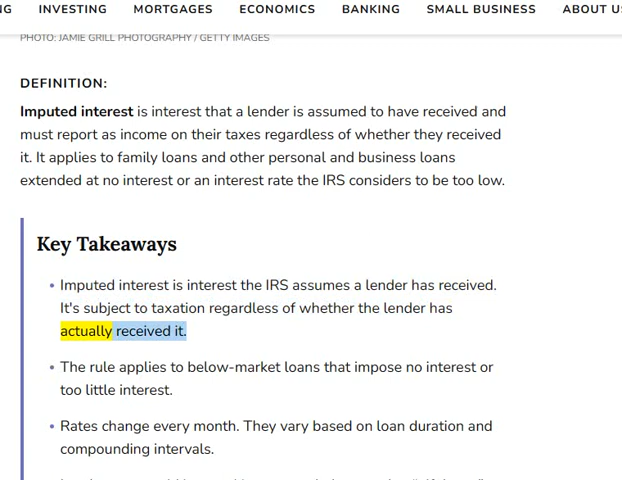 NG INVESTING MORTGAGES ECONOMICS BANKING SMALL BUSINESS ABOUT US
PHOTO: JAMIE GRILL PHOTOGRAPHY / GETTY IMAGES
DEFINITION:
Imputed interest is interest that a lender is assumed to have received and
must report as income on their taxes regardless of whether they received
it. It applies to family loans and other personal and business loans
extended at no interest or an interest rate the IRS considers to be too low.
Key Takeaways
• Imputed interest is interest the IRS assumes a lender has received.
It's subject to taxation regardless of whether the lender has
actually received it.
• The rule applies to below-market loans that impose no interest or
too little interest.
• Rates change every month. They vary based on loan duration and
compounding intervals.